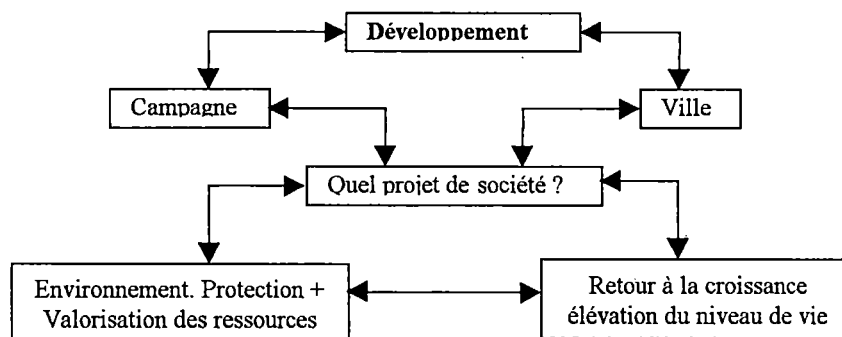 Développement
Campagne
Ville
Quel projet de société ?
Environnement. Protection +
Valorisation des ressources
Retour à la croissance
élévation du niveau de vie